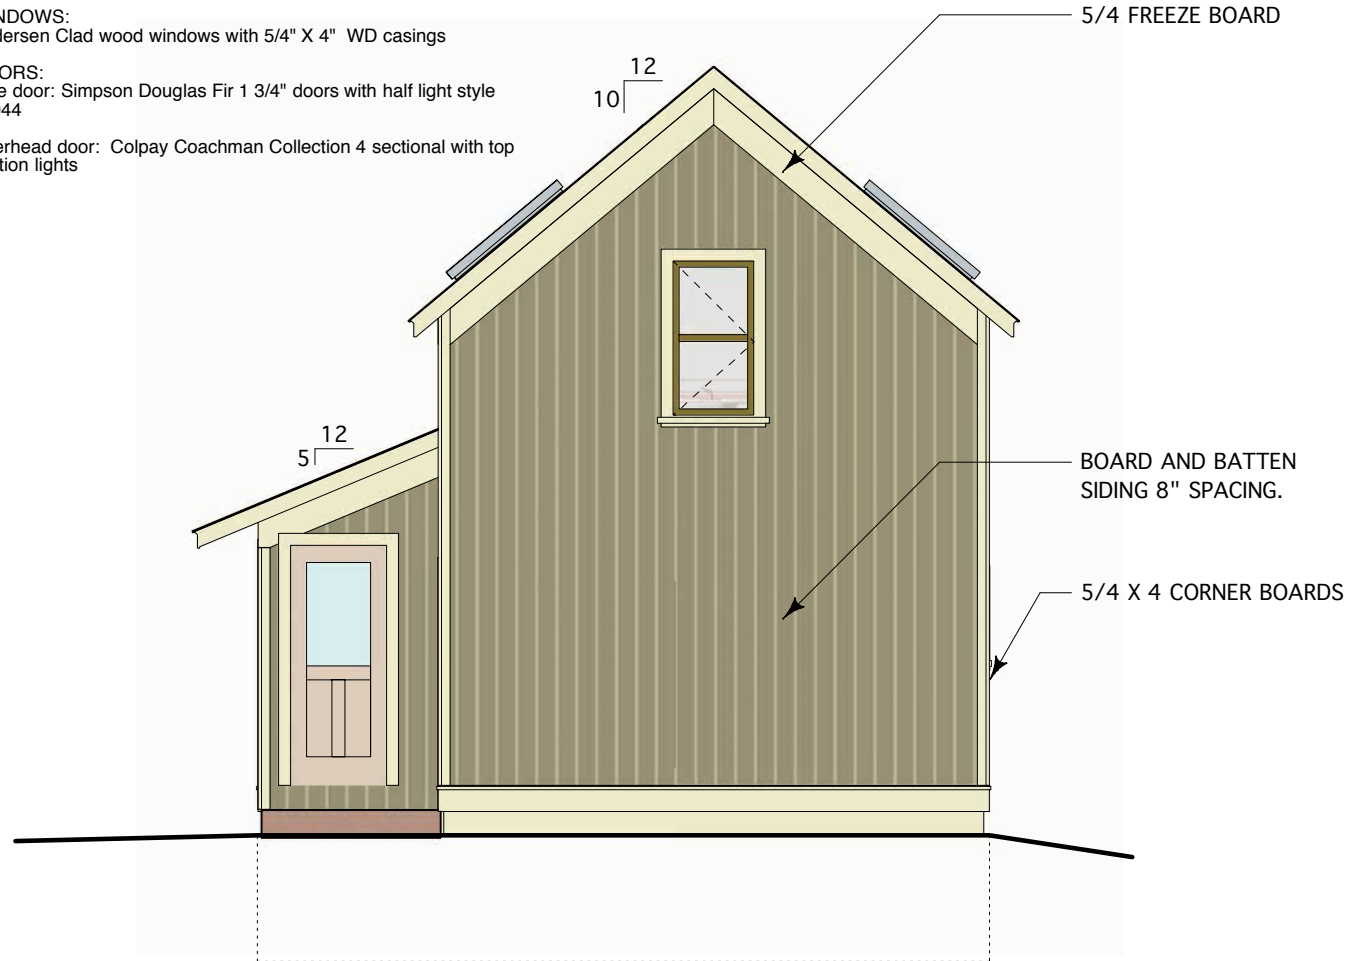 NDOWS:
dersen Clad wood windows with 5/4" X 4" WD casings
ORS:
e door: Simpson Douglas Fir 1 3/4" doors with half light style
44
erhead door: Colpay Coachman Collection 4 sectional with top
tion lights
5/4 FREEZE BOARD
12
10
12
5
BOARD AND BATTEN
SIDING 8" SPACING.
5/4 X 4 CORNER BOARDS